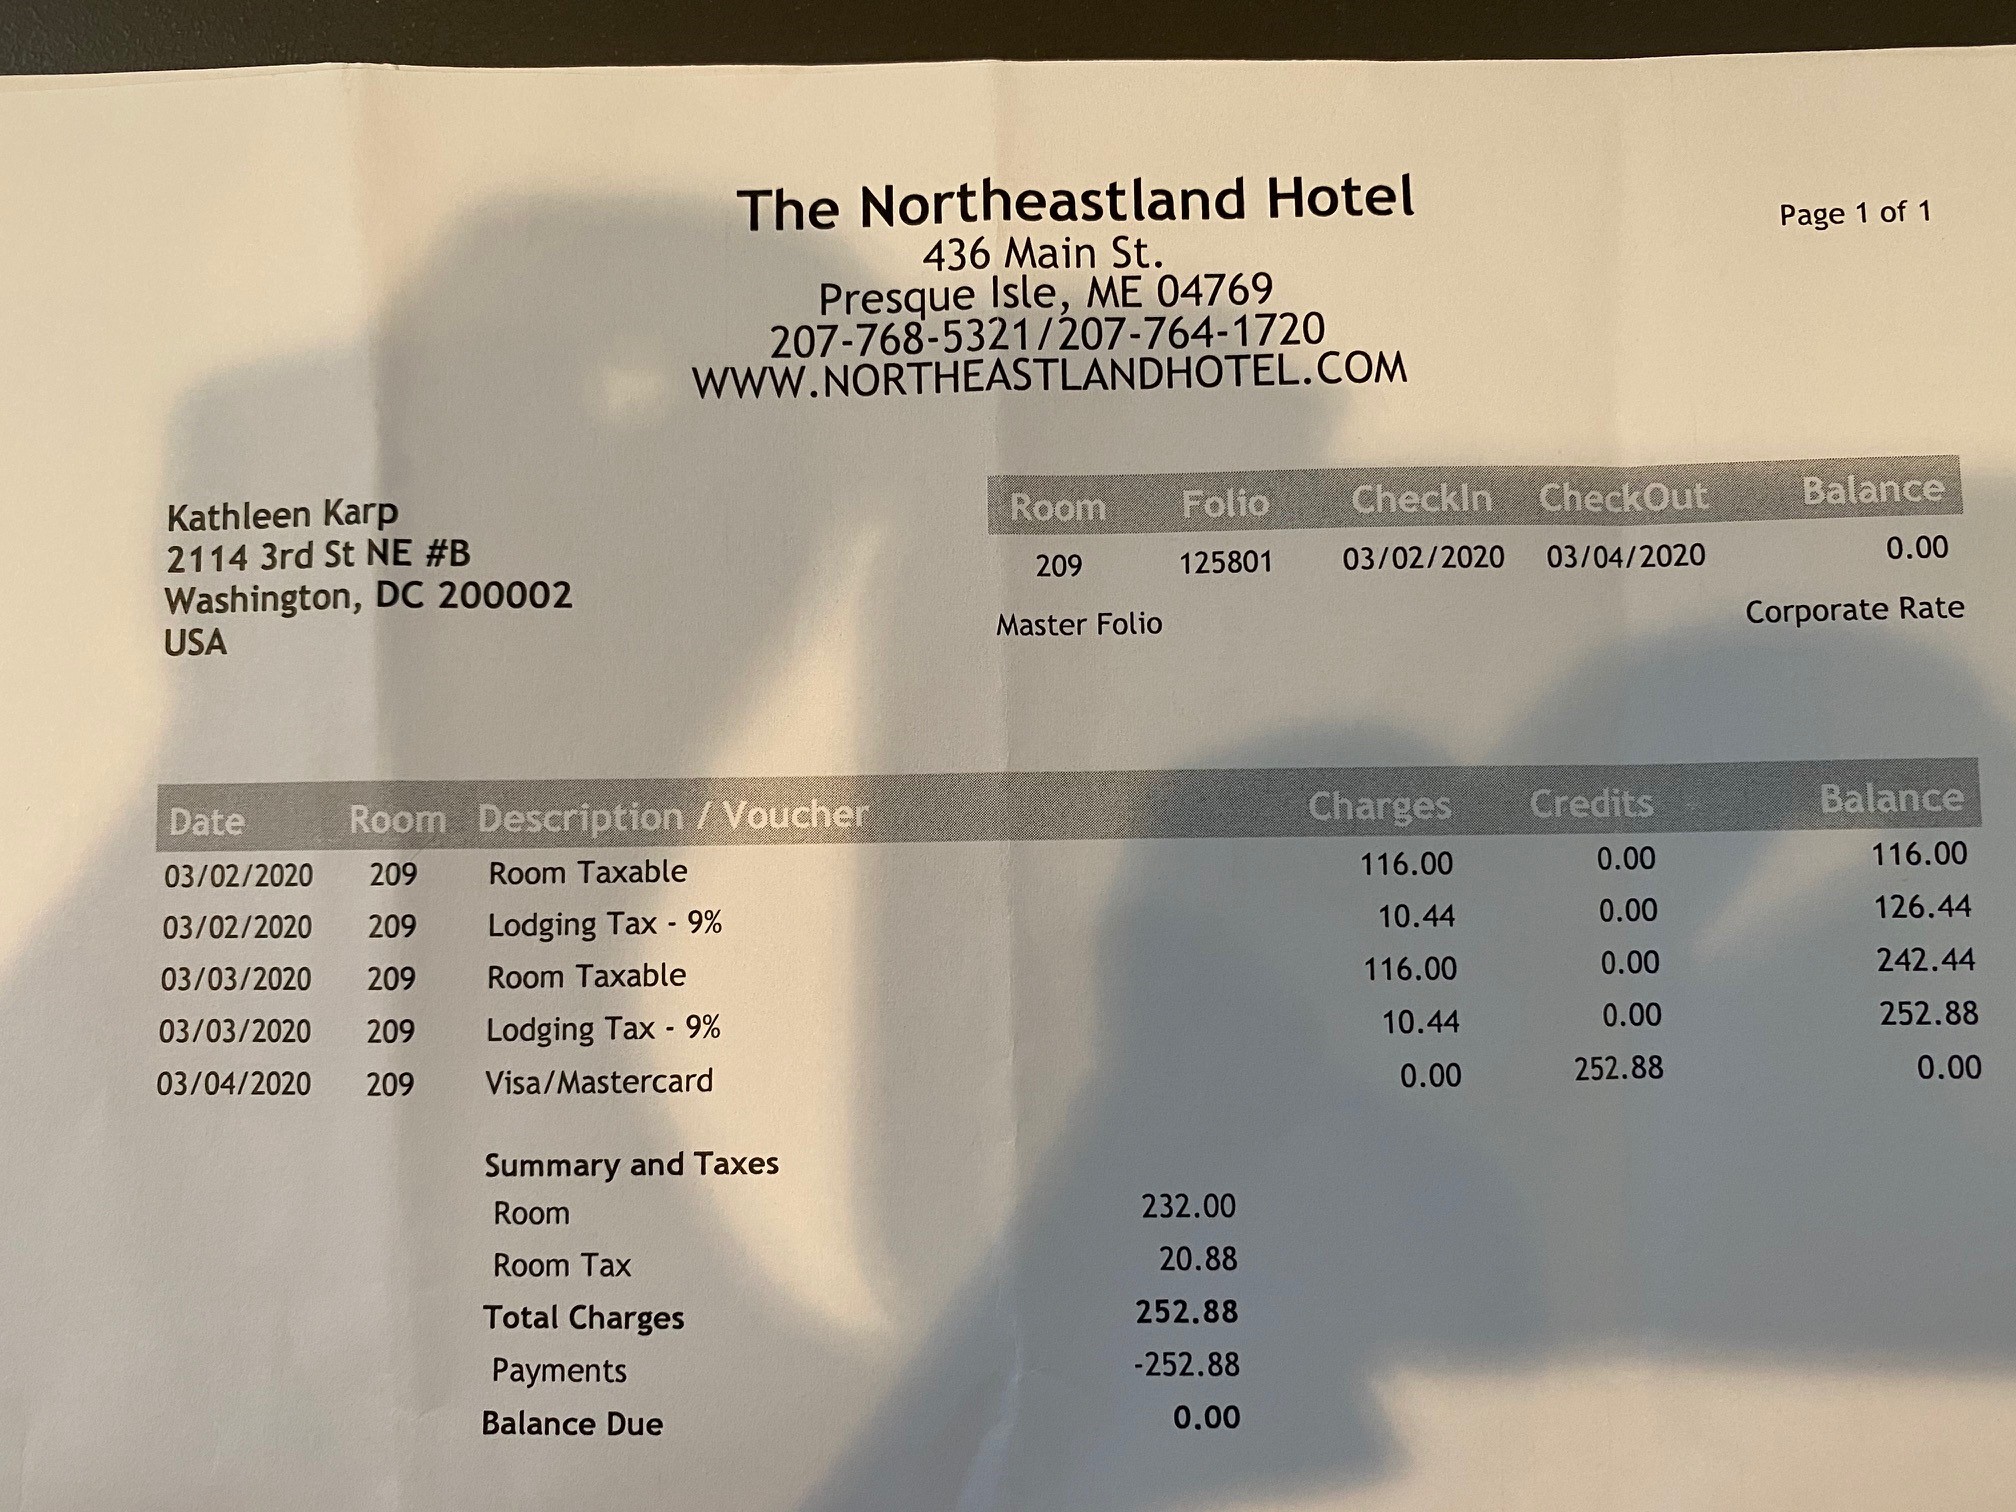 The Northeastland Hotel
Page 1 of 1
436 Main St.
Presque Isle, ME 04769
207-768-5321/207-764-1720
WWW.NORTHEASTLANDHOTEL.COM
Kathleen Karp
2114 3rd St NE #B
Washington, DC 200002
USA
Room Folio CheckIn CheckOut Balance
209 125801 03/02/2020 03/04/2020 0.00
Master Folio Corporate Rate
Date Room Description / Voucher Charges Credits Balance
03/02/2020 209 Room Taxable 116.00 0.00 116.00
03/02/2020 209 Lodging Tax - 9% 10.44 0.00 126.44
03/03/2020 209 Room Taxable 116.00 0.00 242.44
03/03/2020 209 Lodging Tax - 9% 10.44 0.00 252.88
03/04/2020 209 Visa/Mastercard 0.00 252.88 0.00
Summary and Taxes
Room 232.00
Room Tax 20.88
Total Charges 252.88
Payments -252.88
Balance Due 0.00